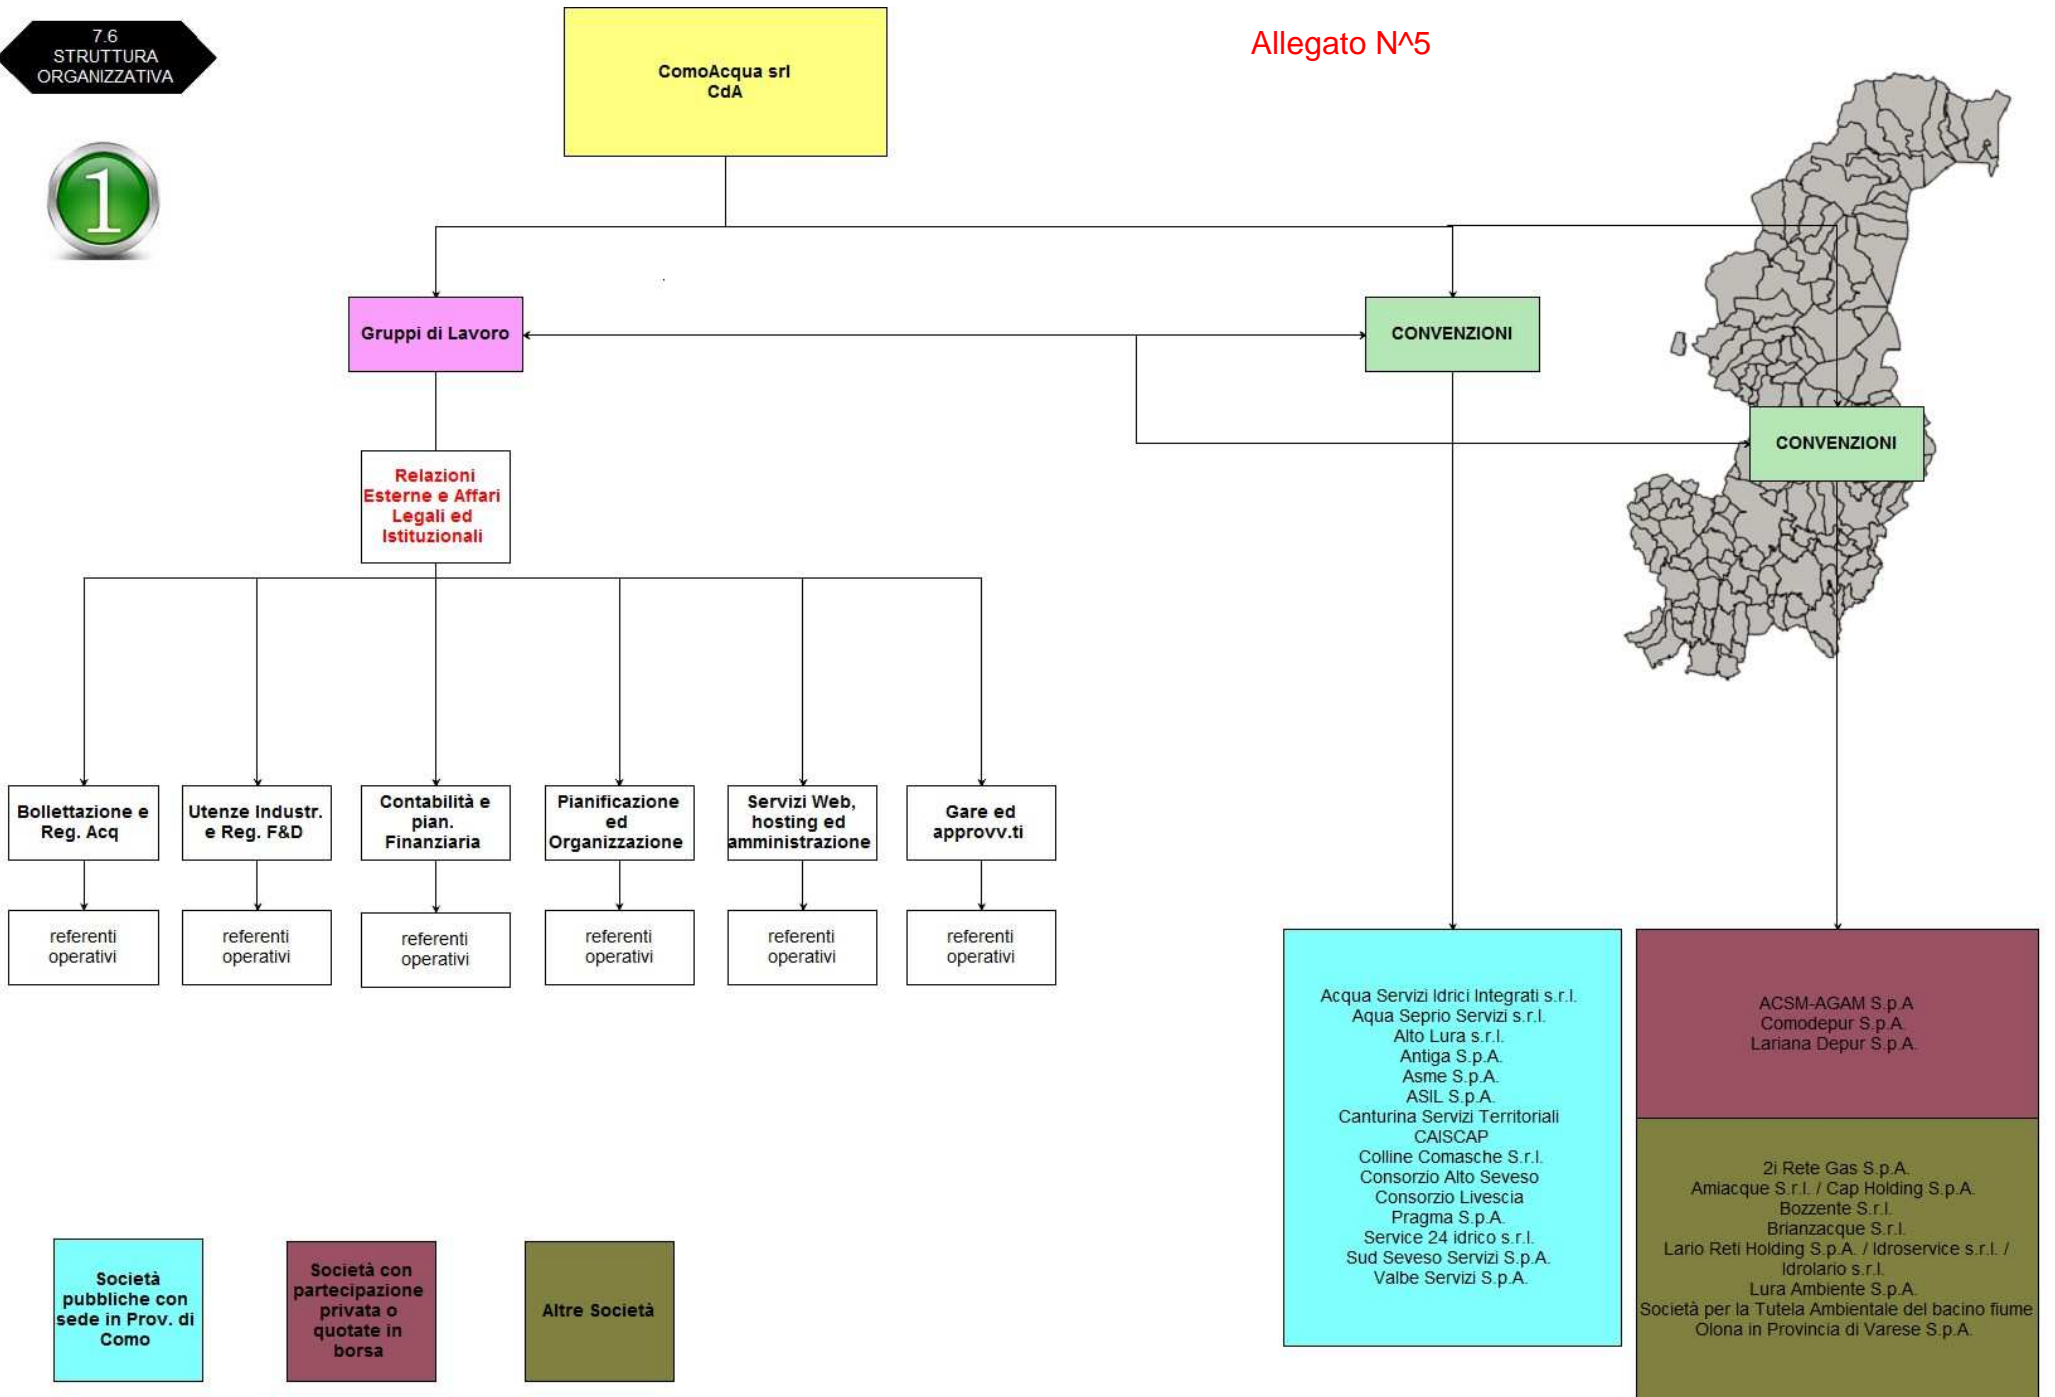 7.6
STRUTTURA
ORGANIZZATIVA
1
ComoAcqua srl
CdA
Allegato N^5
Gruppi di Lavoro
CONVENZIONI
CONVENZIONI
Relazioni
Esterne e Affari
Legali ed
Istituzionali
Bollettazione e
Reg. Acq
Utenze Industr.
e Reg. F&D
Contabilità e
pian.
Finanziaria
Pianificazione
ed
Organizzazione
Servizi Web,
hosting ed
amministrazione
Gare ed
approvv.ti
referenti
operativi
referenti
operativi
referenti
operativi
referenti
operativi
referenti
operativi
referenti
operativi
Acqua Servizi Idrici Integrati s.r.l.
Aqua Seprio Servizi s.r.l.
Alto Lura s.r.l.
Antiga S.p.A.
Asme S.p.A.
ASIL S.p.A.
Canturina Servizi Territoriali
CAISCAP
Colline Comasche S.r.l.
Consorzio Alto Seveso
Consorzio Livescia
Pragma S.p.A.
Service 24 idrico s.r.l.
Sud Seveso Servizi S.p.A.
Valbe Servizi S.p.A.
ACSM-AGAM S.p.A
Comodepur S.p.A.
Lariana Depur S.p.A.
2i Rete Gas S.p.A.
Amiacque S.r.l. / Cap Holding S.p.A.
Bozzente S.r.l.
Brianzacque S.r.l.
Lario Reti Holding S.p.A. / Idroservice s.r.l. /
Idrolario s.r.l.
Lura Ambiente S.p.A.
Società per la Tutela Ambientale del bacino fiume
Olona in Provincia di Varese S.p.A.
Società
pubbliche con
sede in Prov. di
Como
Società con
partecipazione
privata o
quotate in
borsa
Altre Società